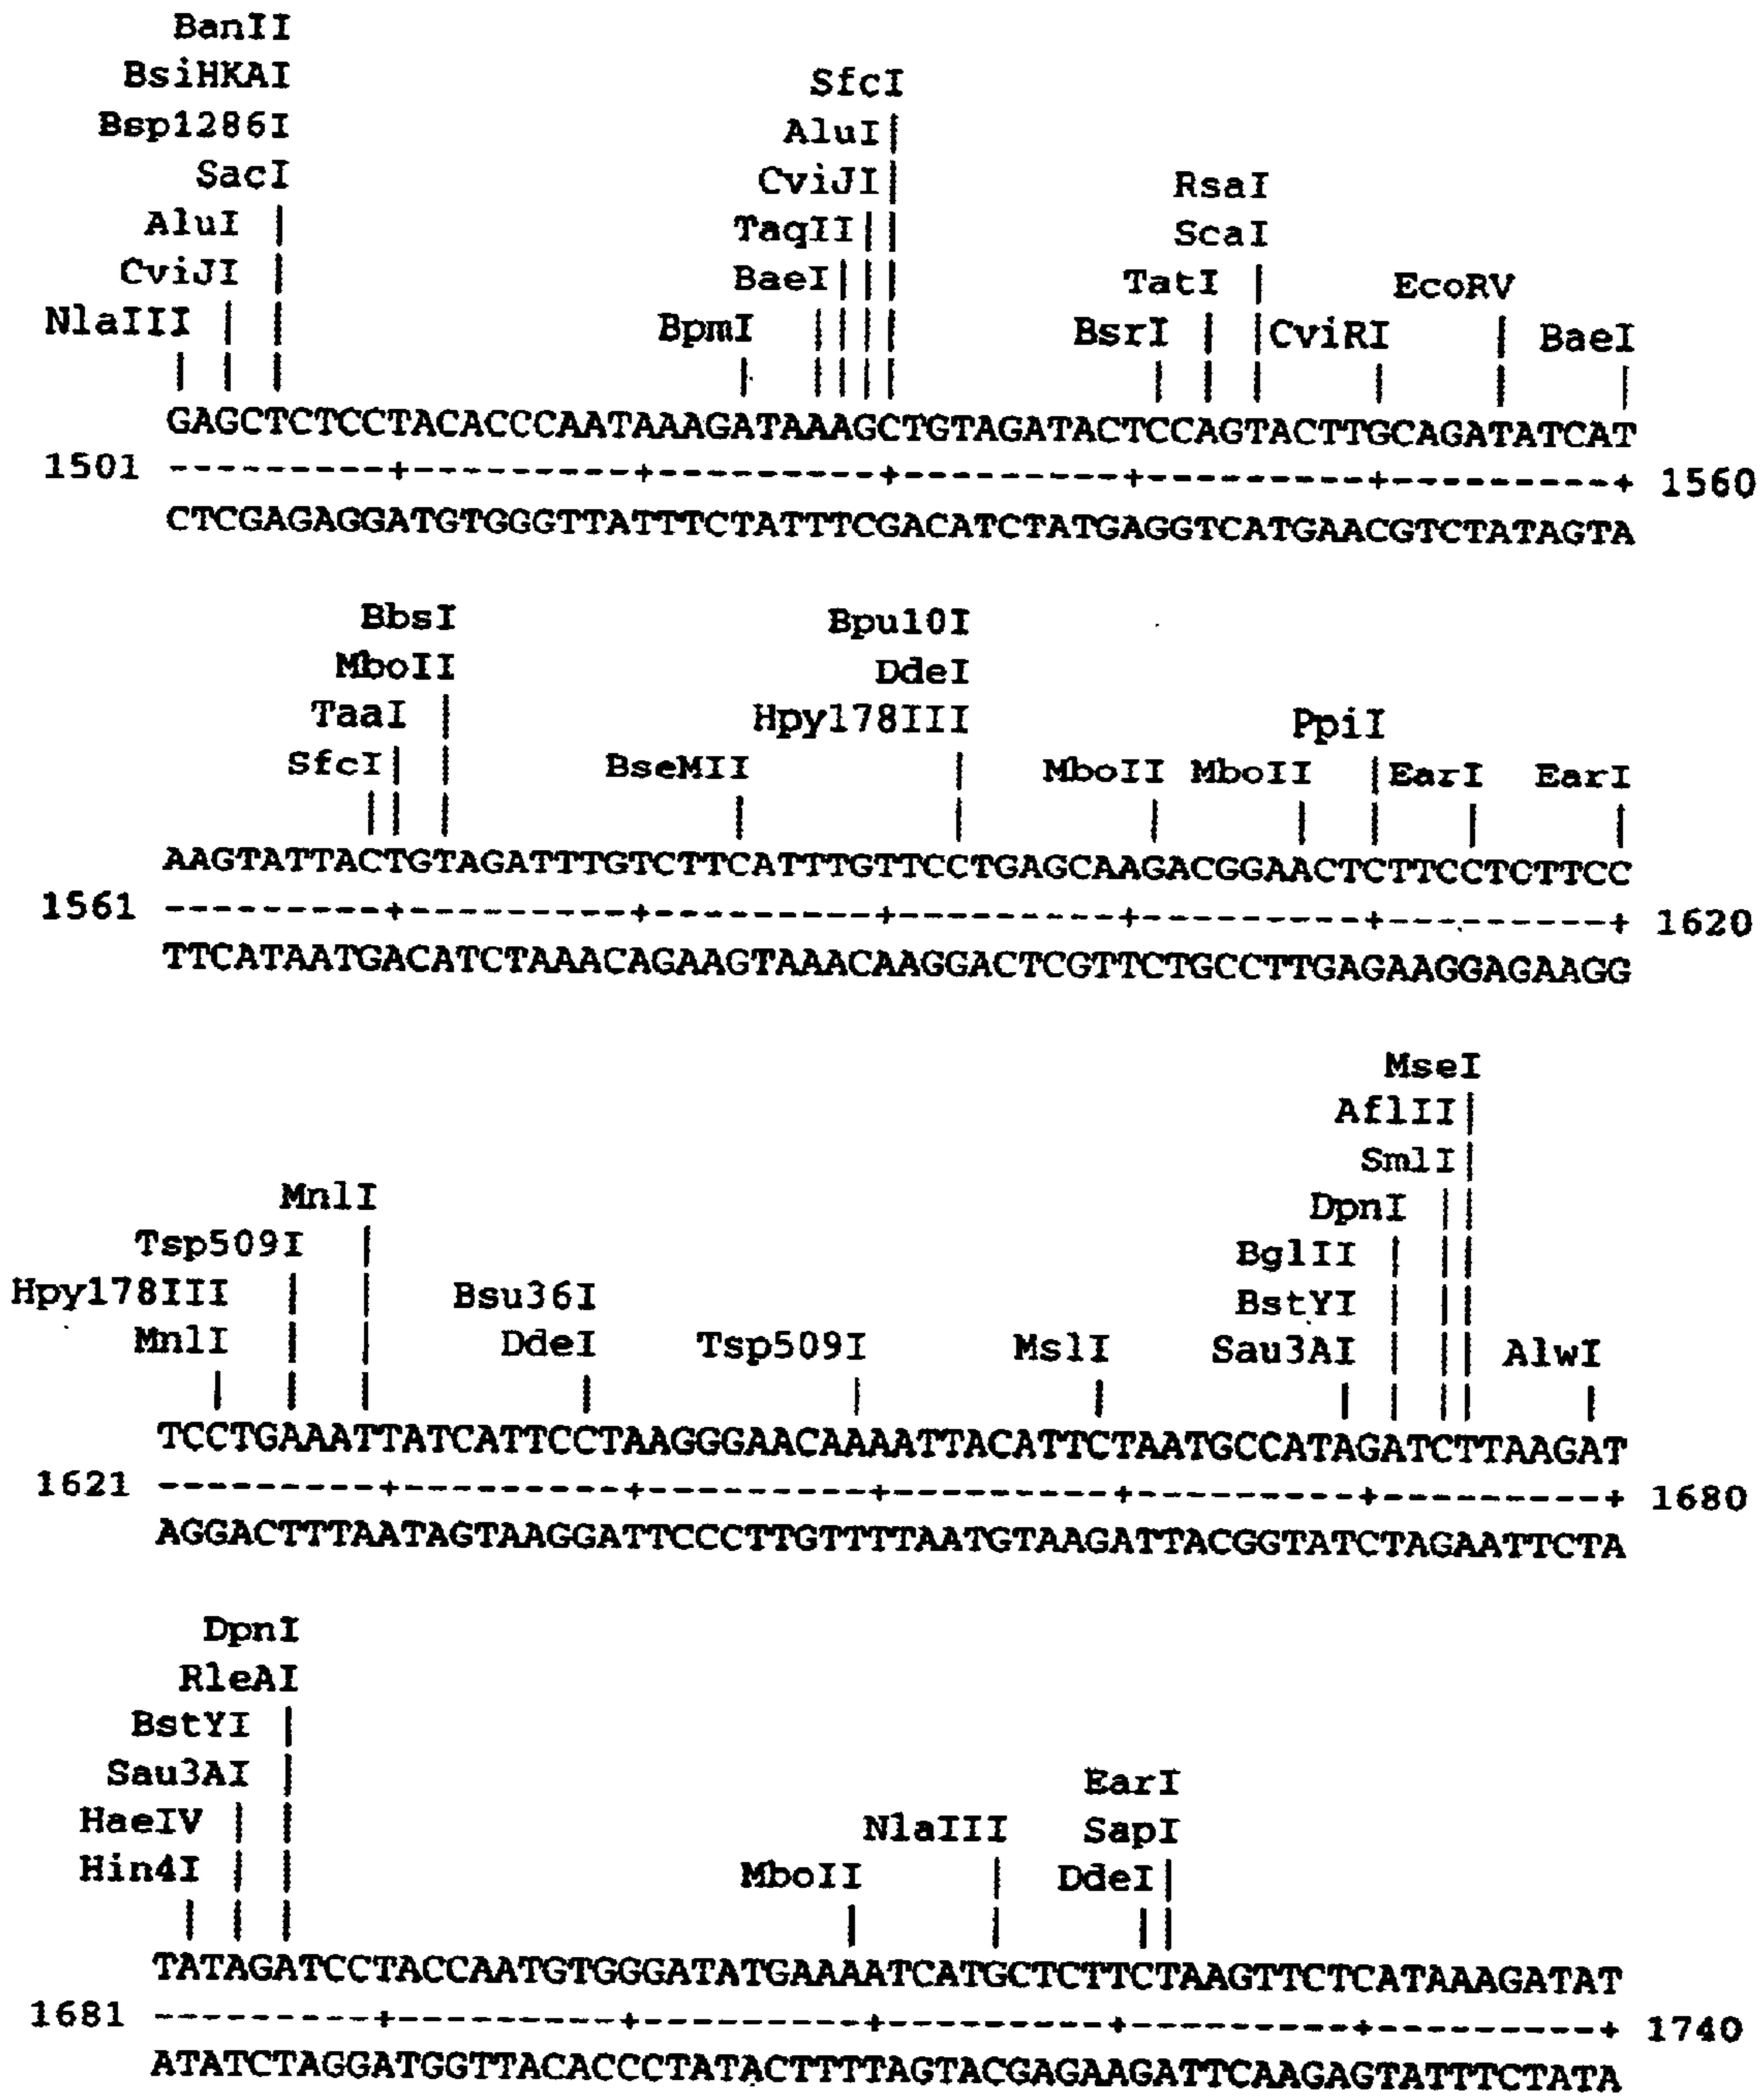 BanII
BsiHKAI
SfcI
Bsp1286I
AluI
SacI
CviJI
RsaI
AluI
TaqII
ScaI
CviJI
BaeI
TatI
EcoRV
NlaIII
BpmI
BsrI
CviRI
BaeI
GAGCTCTCCTACACCCAATAAAGATAAAGCTGTAGATACTCCAGTACTTGCAGATATCAT
1501 ---------+---------+---------+---------+---------+---------+ 1560
CTCGAGAGGATGTGGGTTATTTCTATTTCGACATCTATGAGGTCATGAACGTCTATAGTA
BbsI
Bpu10I
MboII
DdeI
TaaI
Hpy178III
PpiI
SfcI
BseMII
MboII
MboII
EarI
EarI
AAGTATTACTGTAGATTTGTCTTCATTTGTTCCTGAGCAAGACGGAACTCTTCCTCTTCC
1561 ---------+---------+---------+---------+---------+---------+ 1620
TTCATAATGACATCTAAACAGAAGTAAACAAGGACTCGTTCTGCCTTGAGAAGGAGAAGG
MseI
AflII
SmlI
MnlI
DpnI
Tsp509I
BglII
Hpy178III
Bsu36I
BstYI
MnlI
DdeI
Tsp509I
MslI
Sau3AI
AlwI
TCCTGAAATTATCATTCCTAAGGGAACAAAATTACATTCTAATGCCATAGATCTTAAGAT
1621 ---------+---------+---------+---------+---------+---------+ 1680
AGGACTTTAATAGTAAGGATTCCCTTGTTTTAATGTAAGATTACGGTATCTAGAATTCTA
DpnI
RleAI
BstYI
Sau3AI
EarI
HaeIV
NlaIII
SapI
Hin4I
MboII
DdeI
TATAGATCCTACCAATGTGGGATATGAAAATCATGCTCTTCTAAGTTCTCATAAAGATAT
1681 ---------+---------+---------+---------+---------+---------+ 1740
ATATCTAGGATGGTTACACCCTATACTTTTAGTACGAGAAGATTCAAGAGTATTTCTATA